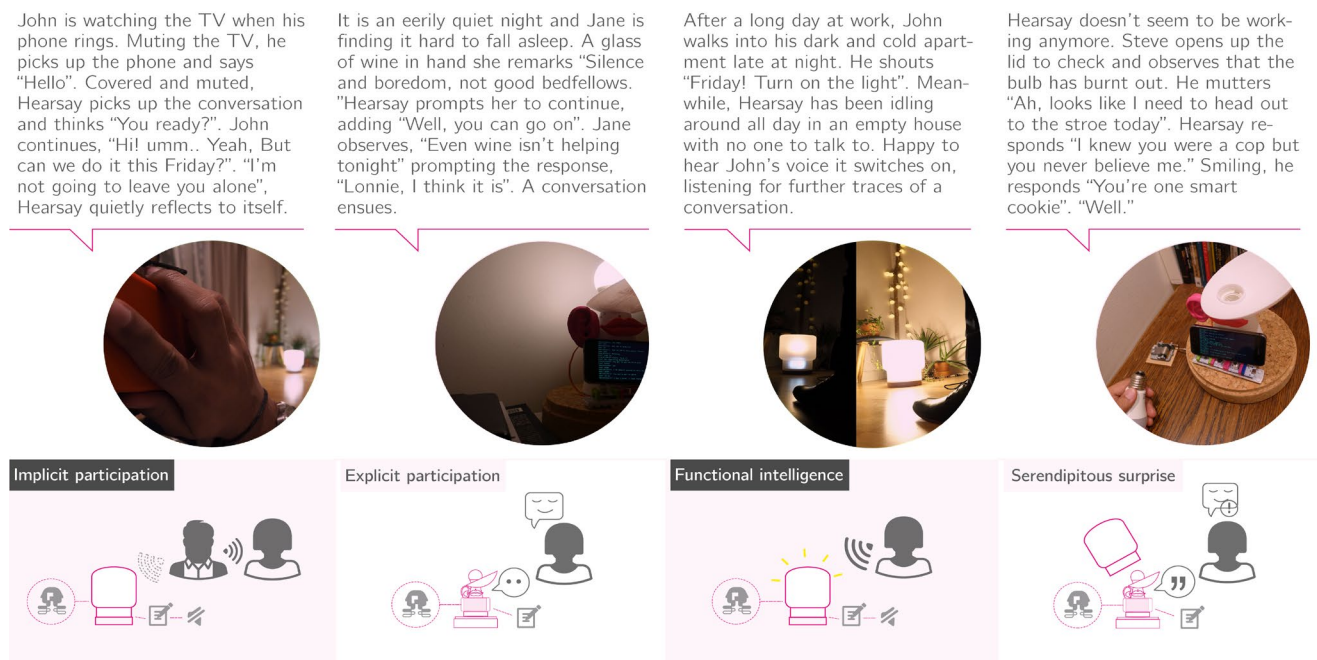 John is watching the TV when his
phone rings. Muting the TV, he
picks up the phone and says
“Hello”. Covered and muted,
Hearsay picks up the conversation
and thinks “You ready?”. John
continues, “Hi! umm.. Yeah, But
can we do it this Friday?”. “I’m
not going to leave you alone”,
Hearsay quietly reflects to itself.
It is an eerily quiet night and Jane is
finding it hard to fall asleep. A glass
of wine in hand she remarks “Silence
and boredom, not good bedfellows.
”Hearsay prompts her to continue,
adding “Well, you can go on”. Jane
observes, “Even wine isn’t helping
tonight” prompting the response,
“Lonnie, I think it is”. A conversation
ensues.
After a long day at work, John
walks into his dark and cold apart-
ment late at night. He shouts
“Friday! Turn on the light”. Mean-
while, Hearsay has been idling
around all day in an empty house
with no one to talk to. Happy to
hear John’s voice it switches on,
listening for further traces of a
conversation.
Hearsay doesn’t seem to be work-
ing anymore. Steve opens up the
lid to check and observes that the
bulb has burnt out. He mutters
“Ah, looks like I need to head out
to the stroe today”. Hearsay re-
sponds “I knew you were a cop but
you never believe me.” Smiling, he
responds “You’re one smart
cookie”. “Well.”
Implicit participation
Explicit participation
Functional intelligence
Serendipitous surprise